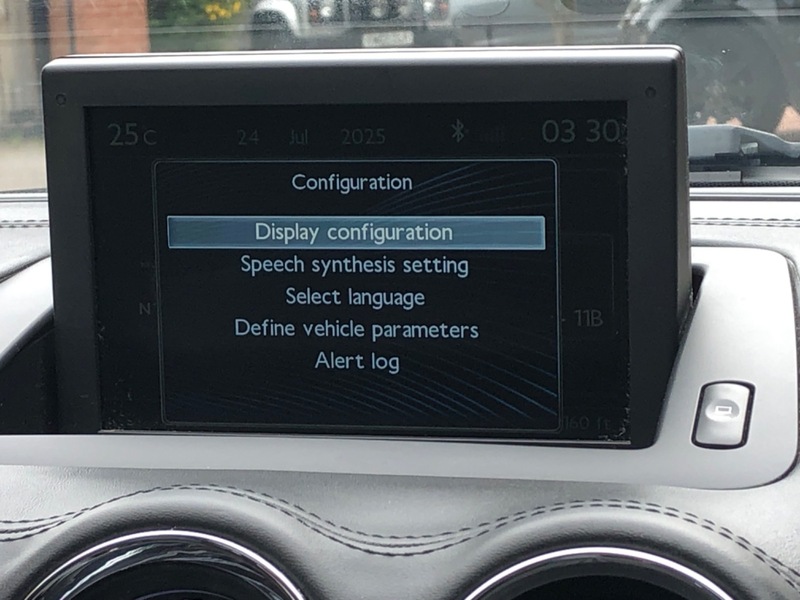 25 C 24 Jul 2025 03 30
Configuration
Display configuration
Speech synthesis setting
Select language
Define vehicle parameters
Alert log
11B